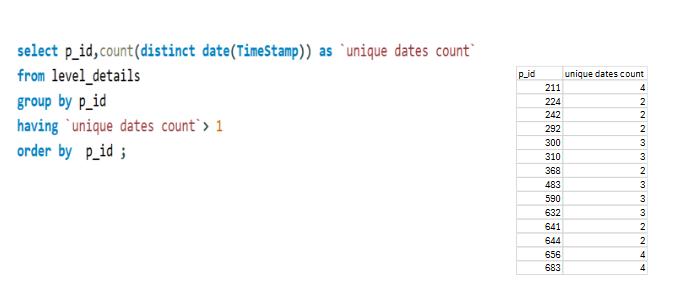 select p_id,count(distinct date(TimeStamp)) as `unique dates count`
from level_details
group by p_id
having `unique dates count`> 1
order by p_id ;
p_id unique dates count
211 4
224 2
242 2
292 2
300 3
310 3
368 2
483 3
590 3
632 3
641 2
644 2
656 4
683 4